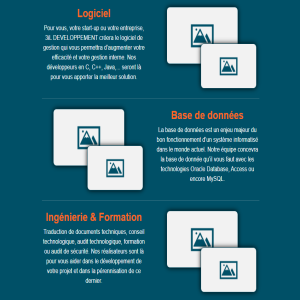 Logiciel
Pour vous, votre start-up ou votre entreprise,
3iL DEVELOPPEMENT créera le logiciel de
gestion qui vous permettra d'augmenter votre
efficacité et votre gestion interne. Nos
développeurs en C, C++, Java,... seront là
pour vous apporter la meilleur solution.
Base de données
La base de données est un enjeu majeur du
bon fonctionnement d'un système informatisé
dans le monde actuel. Notre équipe concevra
la base de donnée qu'il vous faut avec les
technologies Oracle Database, Access ou
encore MySQL.
Ingénierie & Formation
Traduction de documents techniques, conseil
technologique, audit technologique, formation
ou audit de sécurité. Nos réalisateurs sont là
pour vous aider dans le développement de
votre projet et dans la pérennisation de ce
dernier.